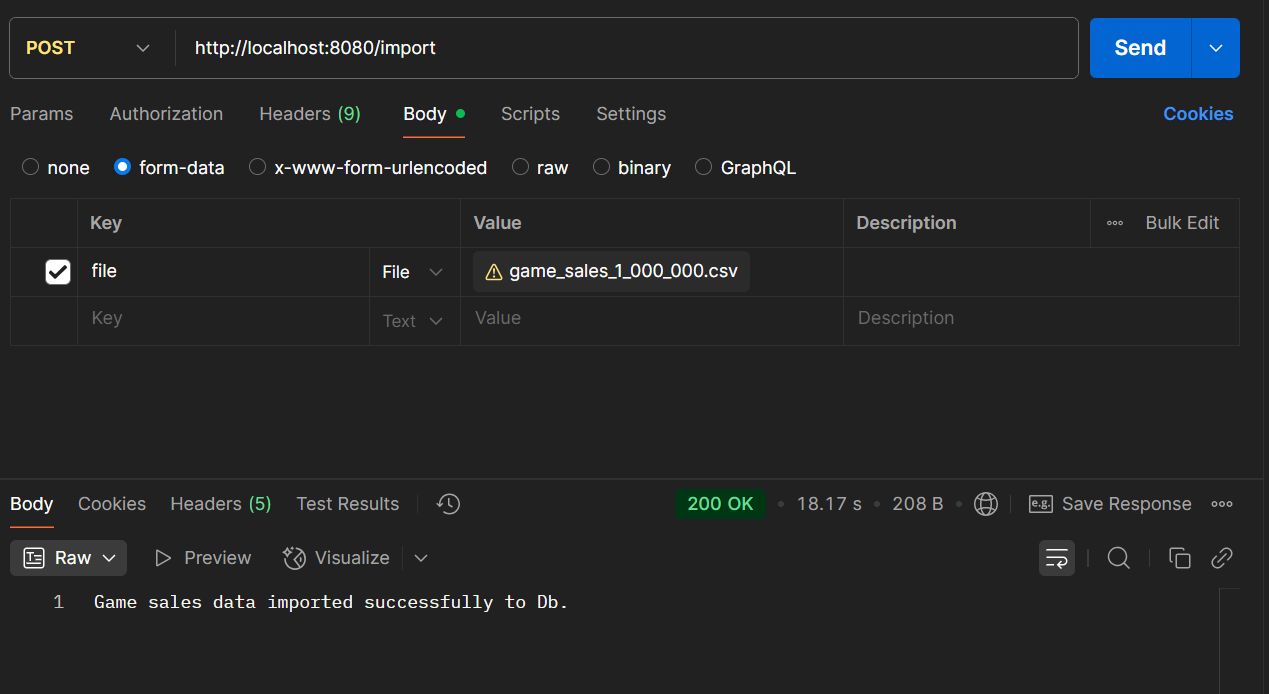 POST http://localhost:8080/import Send
Params Authorization Headers (9) Body Scripts Settings Cookies
none form-data x-www-form-urlencoded raw binary GraphQL
Key Value Description Bulk Edit
file File game_sales_1_000_000.csv
Key Text Value Description
Body Cookies Headers (5) Test Results 200 OK 18.17 s 208 B e.g. Save Response
Raw Preview Visualize
1 Game sales data imported successfully to Db.